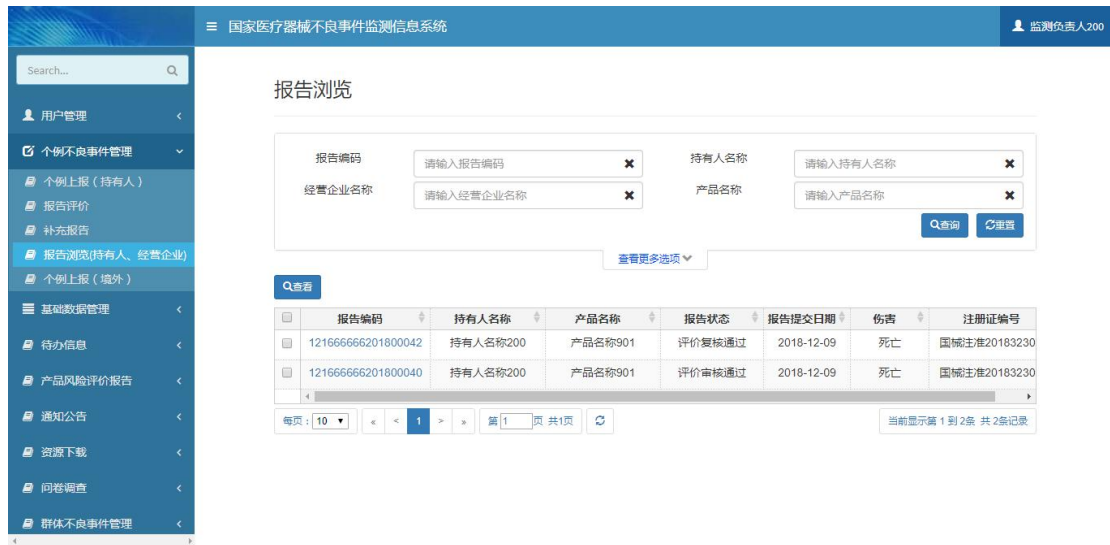 国家医疗器械不良事件监测信息系统
监测负责人200
Search...
用户管理
个例不良事件管理
个例上报（持有人）
报告评价
补充报告
报告浏览(持有人、经营企业)
个例上报（境外）
基础数据管理
待办信息
产品风险评价报告
通知公告
资源下载
问卷调查
群体不良事件管理
报告浏览
报告编码 请输入报告编码 持有人名称 请输入持有人名称
经营企业名称 请输入经营企业名称 产品名称 请输入产品名称
查询 重置
查看更多选项
查看
报告编码 持有人名称 产品名称 报告状态 报告提交日期 伤害 注册证编号
121666666201800042 持有人名称200 产品名称901 评价复核通过 2018-12-09 死亡 国械注准20183230
121666666201800040 持有人名称200 产品名称901 评价审核通过 2018-12-09 死亡 国械注准20183230
每页：10 « < 1 > » 第 1 页 共1页 当前显示第 1 到 2条 共 2条记录